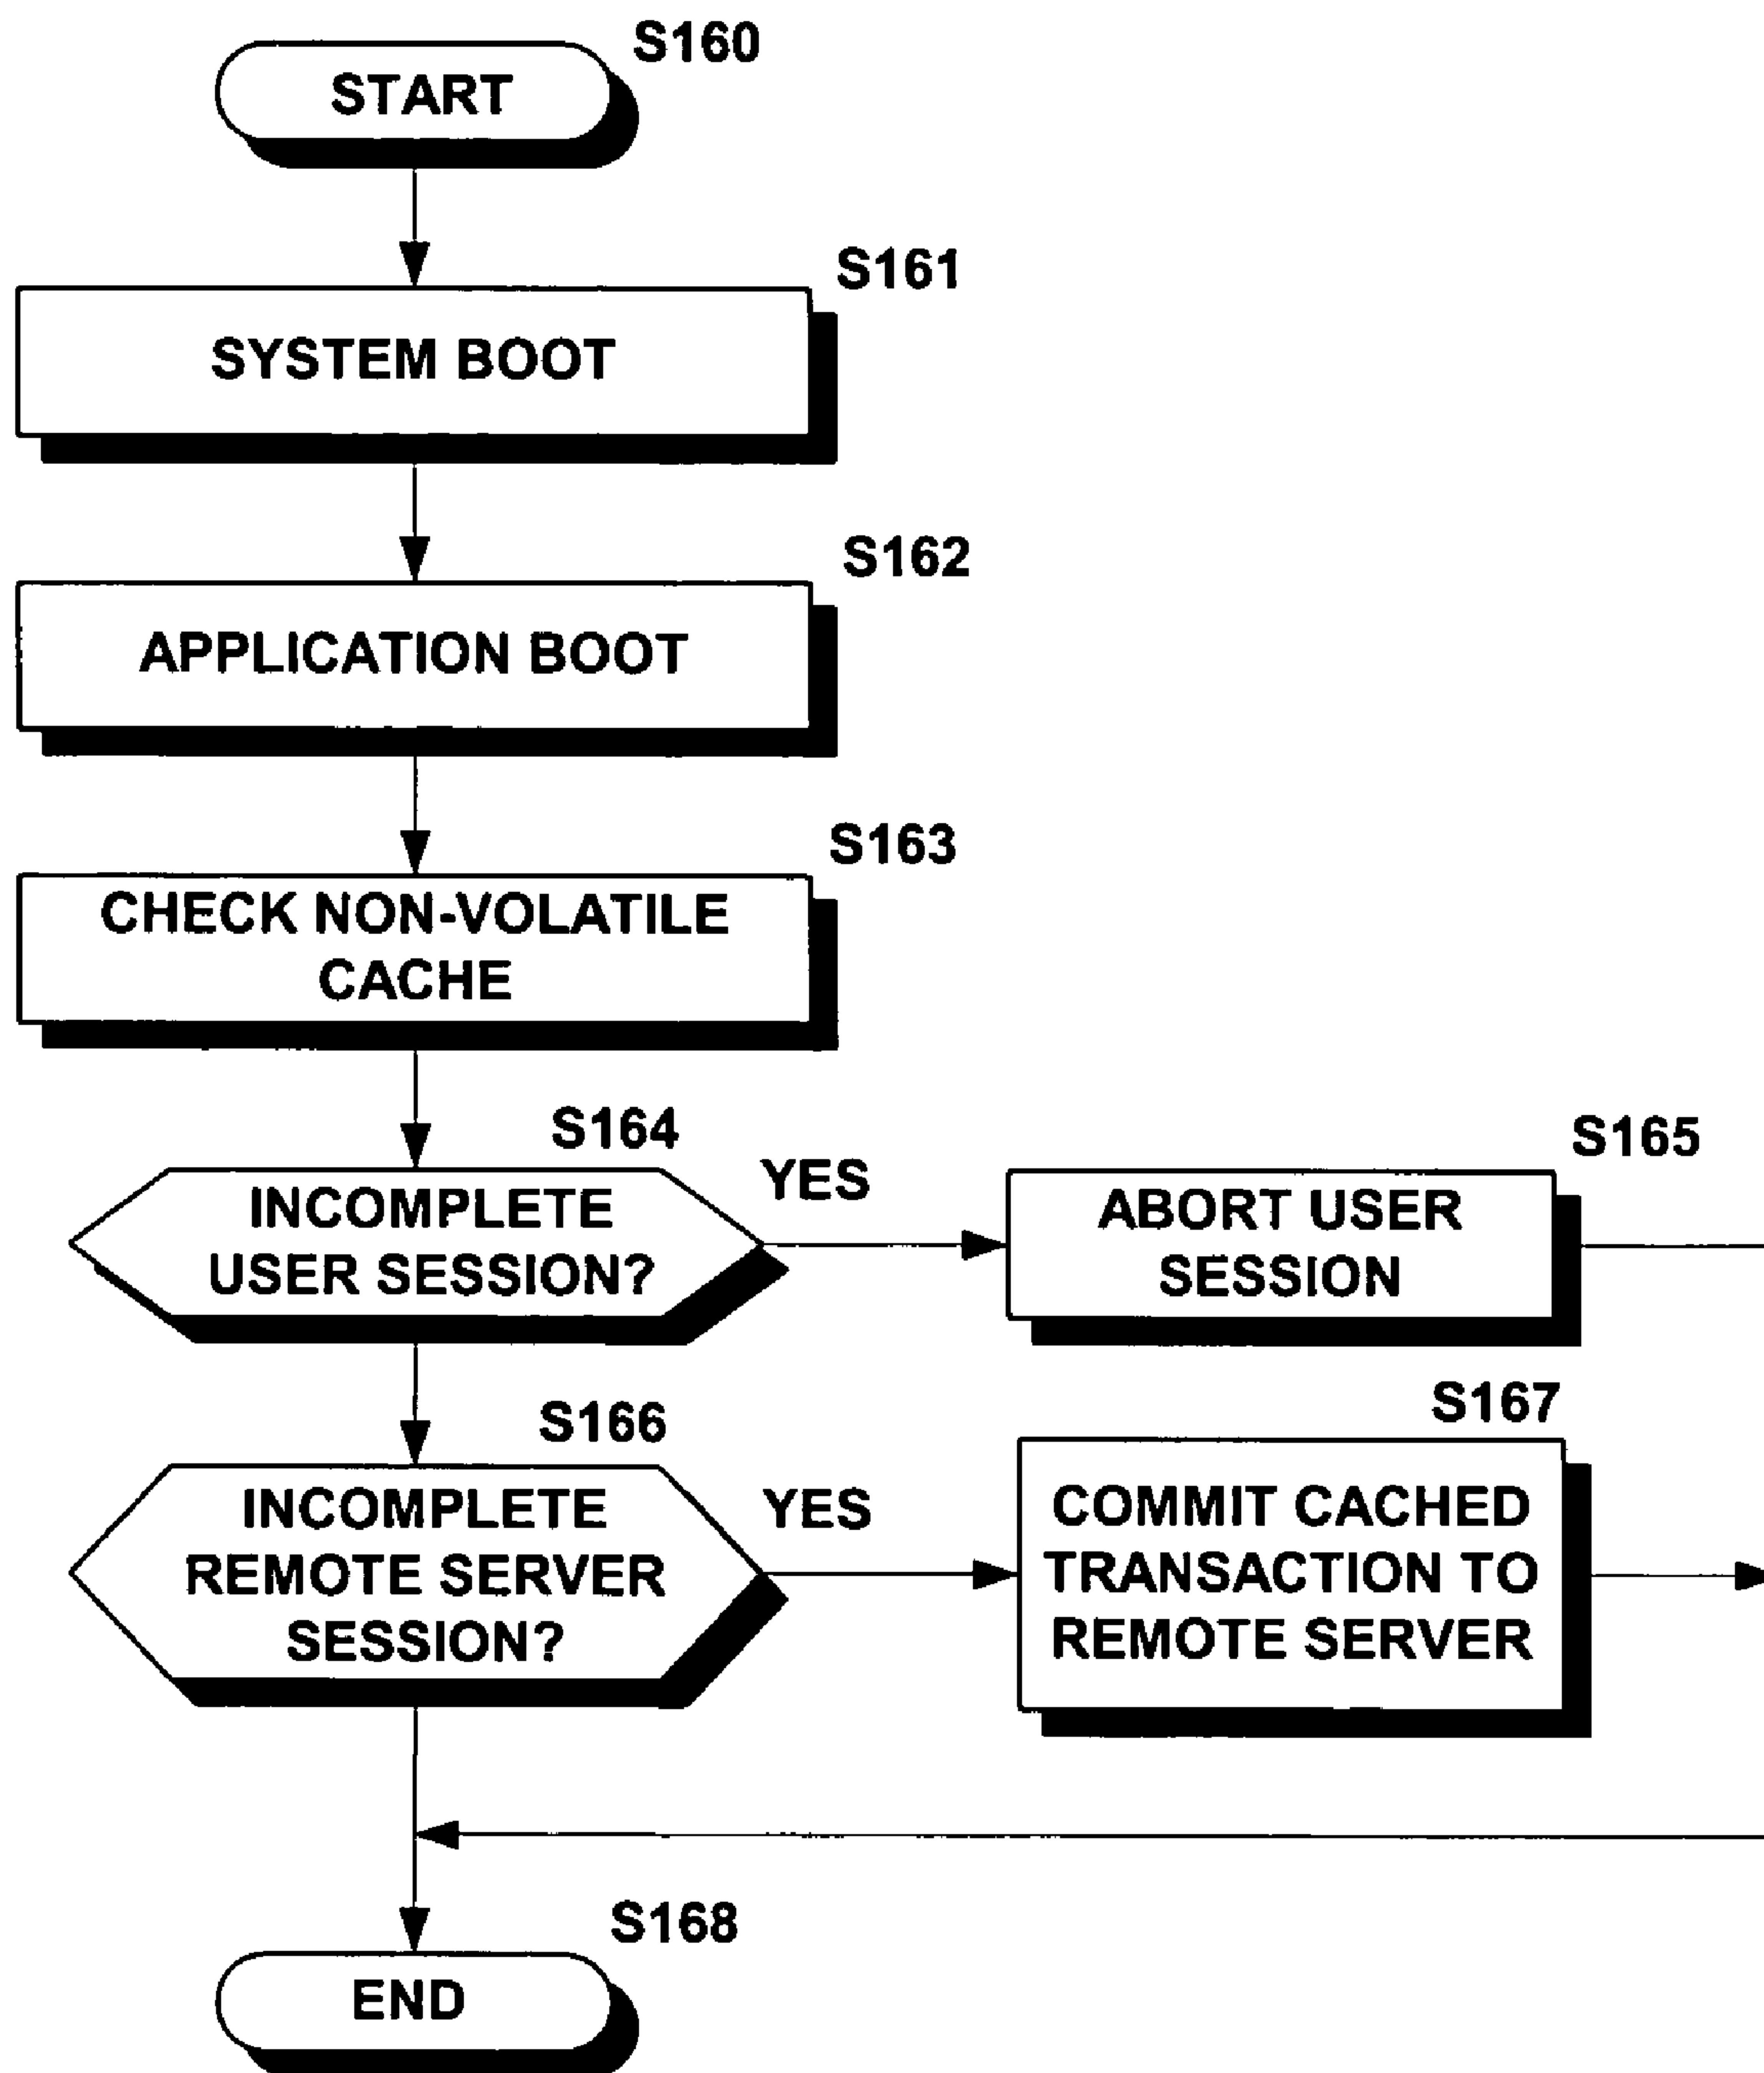 S160
START
S161
SYSTEM BOOT
S162
APPLICATION BOOT
S163
CHECK NON-VOLATILE
CACHE
S164
INCOMPLETE
USER SESSION?
YES
S165
ABORT USER
SESSION
S166
INCOMPLETE
REMOTE SERVER
SESSION?
YES
S167
COMMIT CACHED
TRANSACTION TO
REMOTE SERVER
S168
END